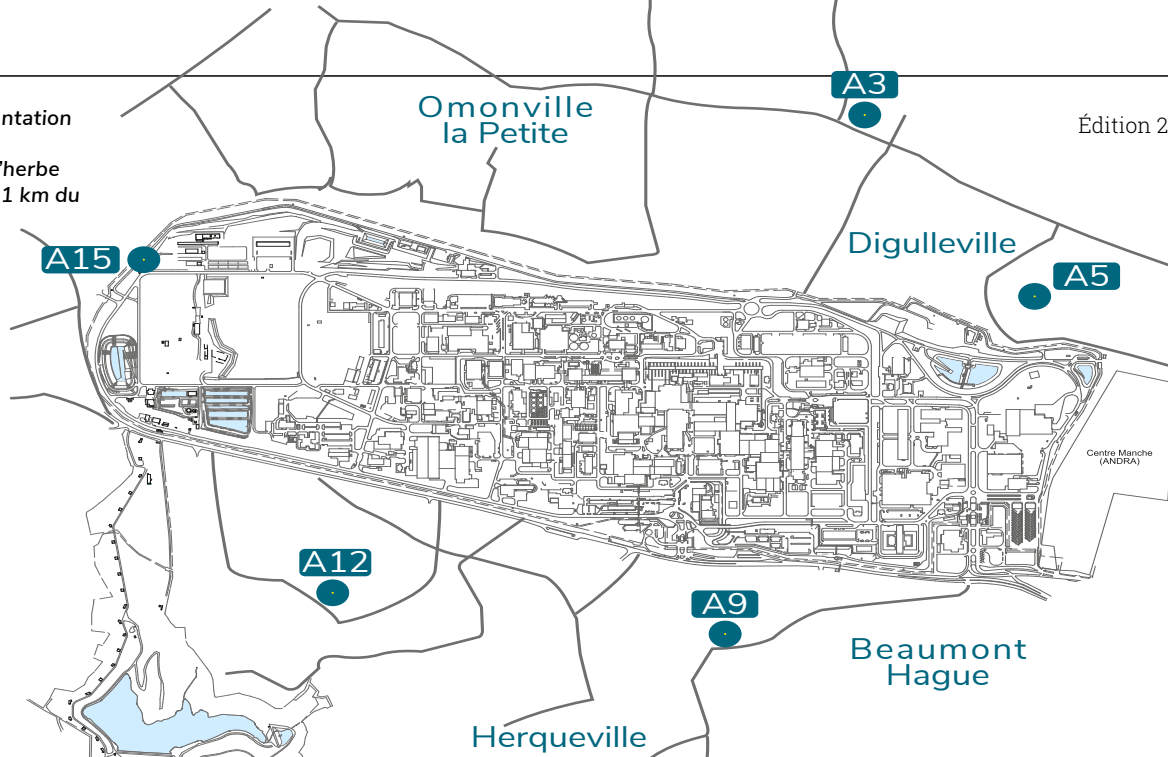 ntation
'herbe
1 km du
Édition 2
Omonville
la Petite
A3
A15
Digulleville
A5
Centre Manche
(ANDRA)
A12
A9
Beaumont
Hague
Herqueville